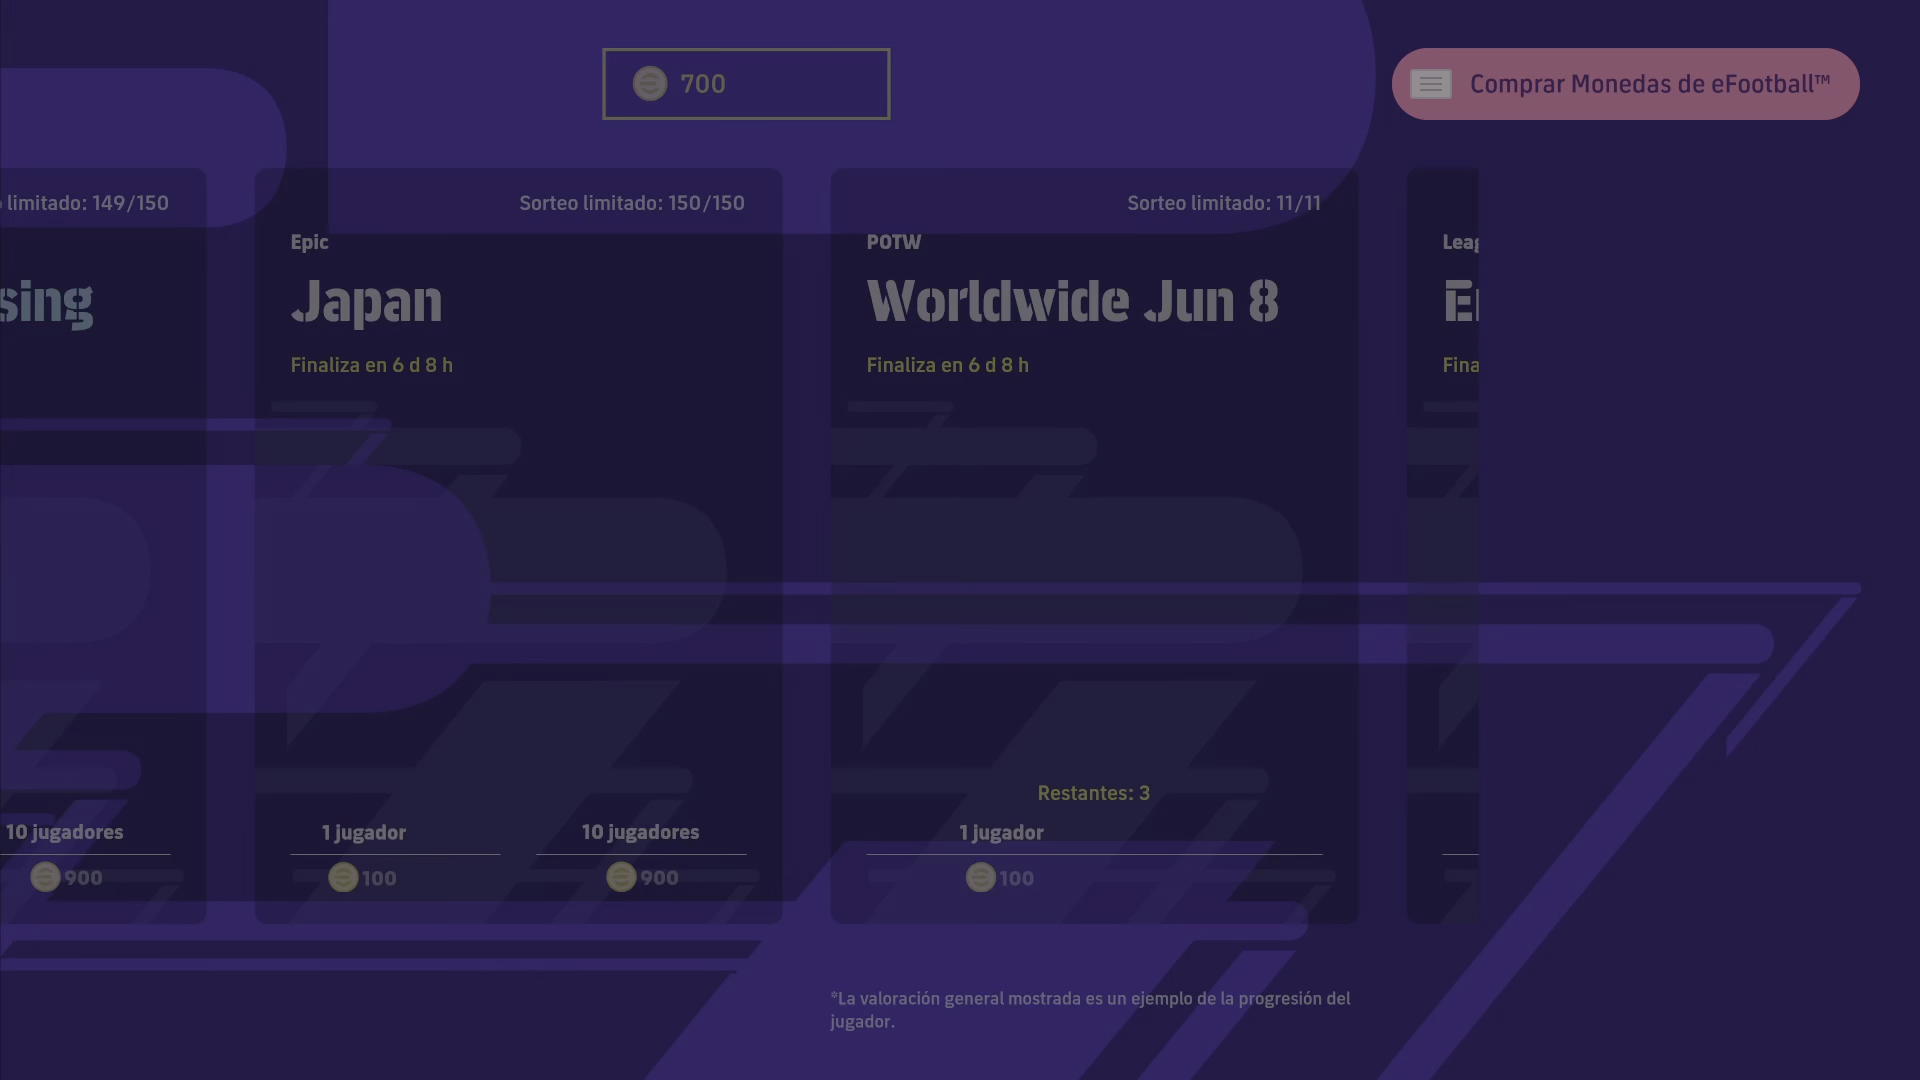 700
Comprar Monedas de eFootball™
limitado: 149/150
sing
10 jugadores
900
Sorteo limitado: 150/150
Epic
Japan
Finaliza en 6 d 8 h
1 jugador
10 jugadores
100
900
Sorteo limitado: 11/11
POTW
Worldwide Jun 8
Finaliza en 6 d 8 h
Restantes: 3
1 jugador
100
*La valoración general mostrada es un ejemplo de la progresión del
jugador.
Fina